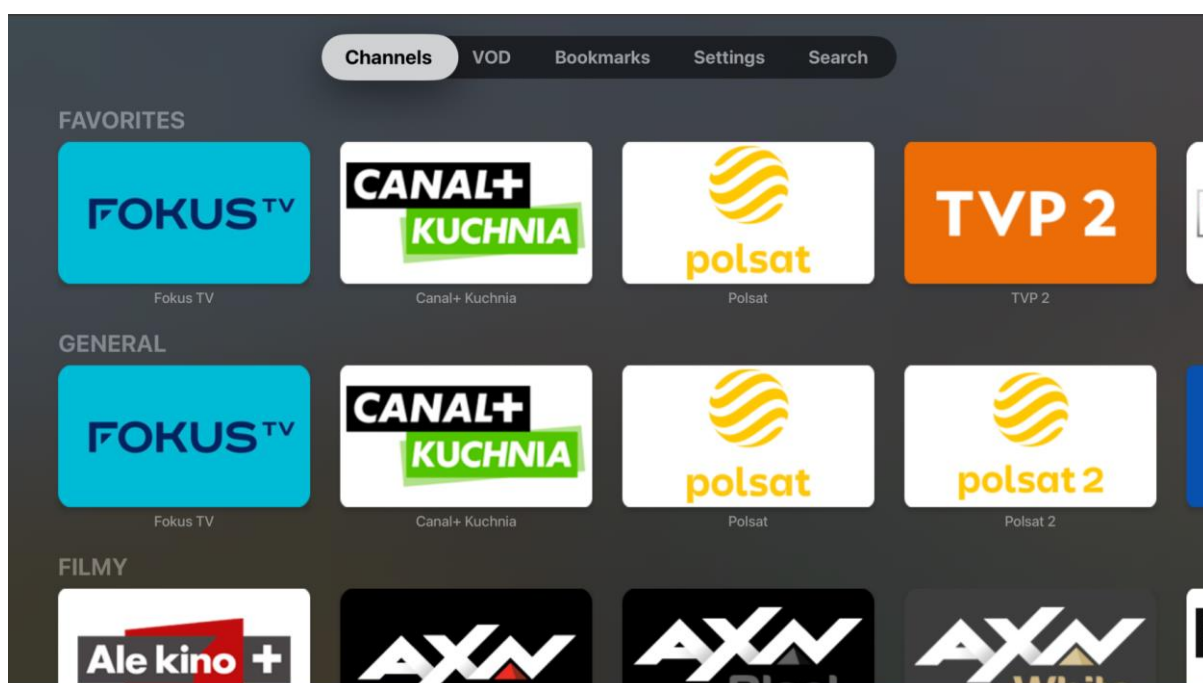 Channels VOD Bookmarks Settings Search
FAVORITES
FOKUS TV
CANAL+ KUCHNIA
polsat
TVP 2
Fokus TV
Canal+ Kuchnia
Polsat
TVP 2
GENERAL
FOKUS TV
CANAL+ KUCHNIA
polsat
polsat 2
Fokus TV
Canal+ Kuchnia
Polsat
Polsat 2
FILMY
Ale kino +
AXN
AXN
AXN